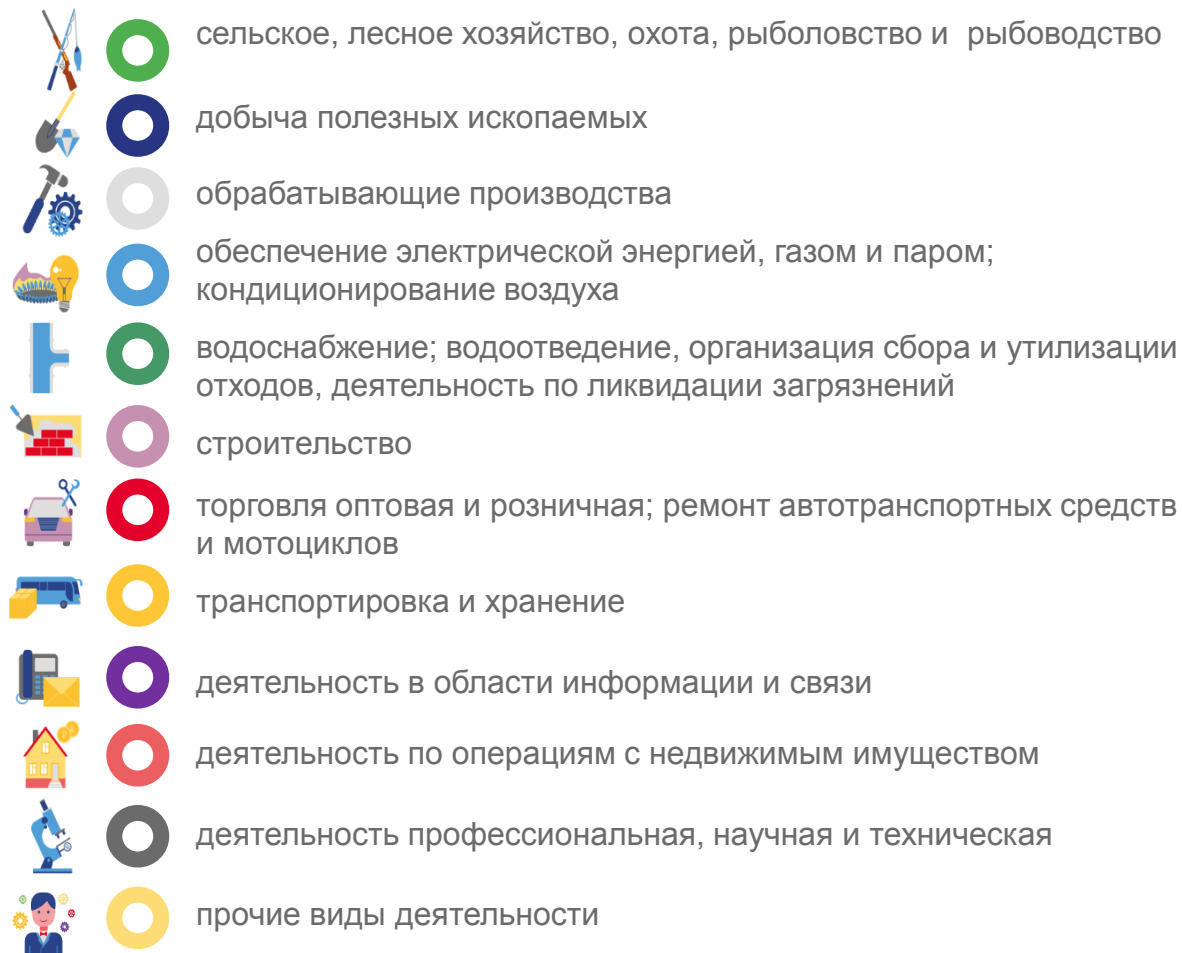 сельское, лесное хозяйство, охота, рыболовство и рыбоводство
добыча полезных ископаемых
обрабатывающие производства
обеспечение электрической энергией, газом и паром;
кондиционирование воздуха
водоснабжение; водоотведение, организация сбора и утилизации
отходов, деятельность по ликвидации загрязнений
строительство
торговля оптовая и розничная; ремонт автотранспортных средств
и мотоциклов
транспортировка и хранение
деятельность в области информации и связи
деятельность по операциям с недвижимым имуществом
деятельность профессиональная, научная и техническая
прочие виды деятельности